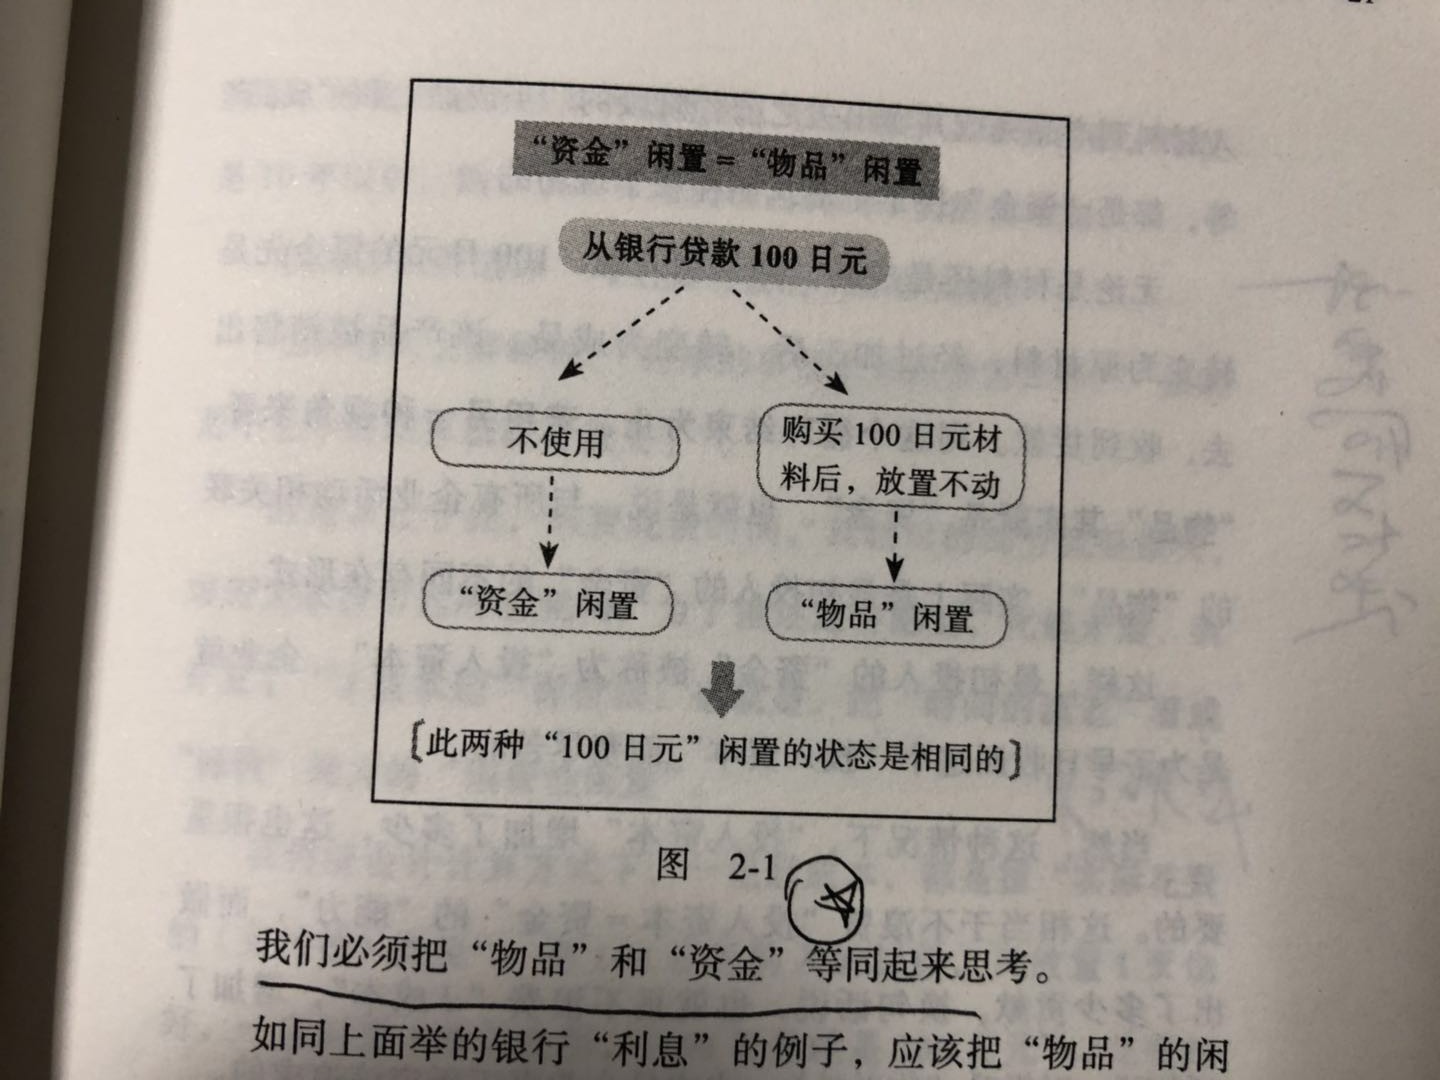 “资金”闲置=“物品”闲置
从银行贷款 100 日元
不使用
购买 100 日元材
料后，放置不动
“资金”闲置
“物品”闲置
［此两种“100 日元”闲置的状态是相同的］
图 2-1
我们必须把“物品”和“资金”等同起来思考。
如同上面举的银行“利息”的例子，应该把“物品”的闲